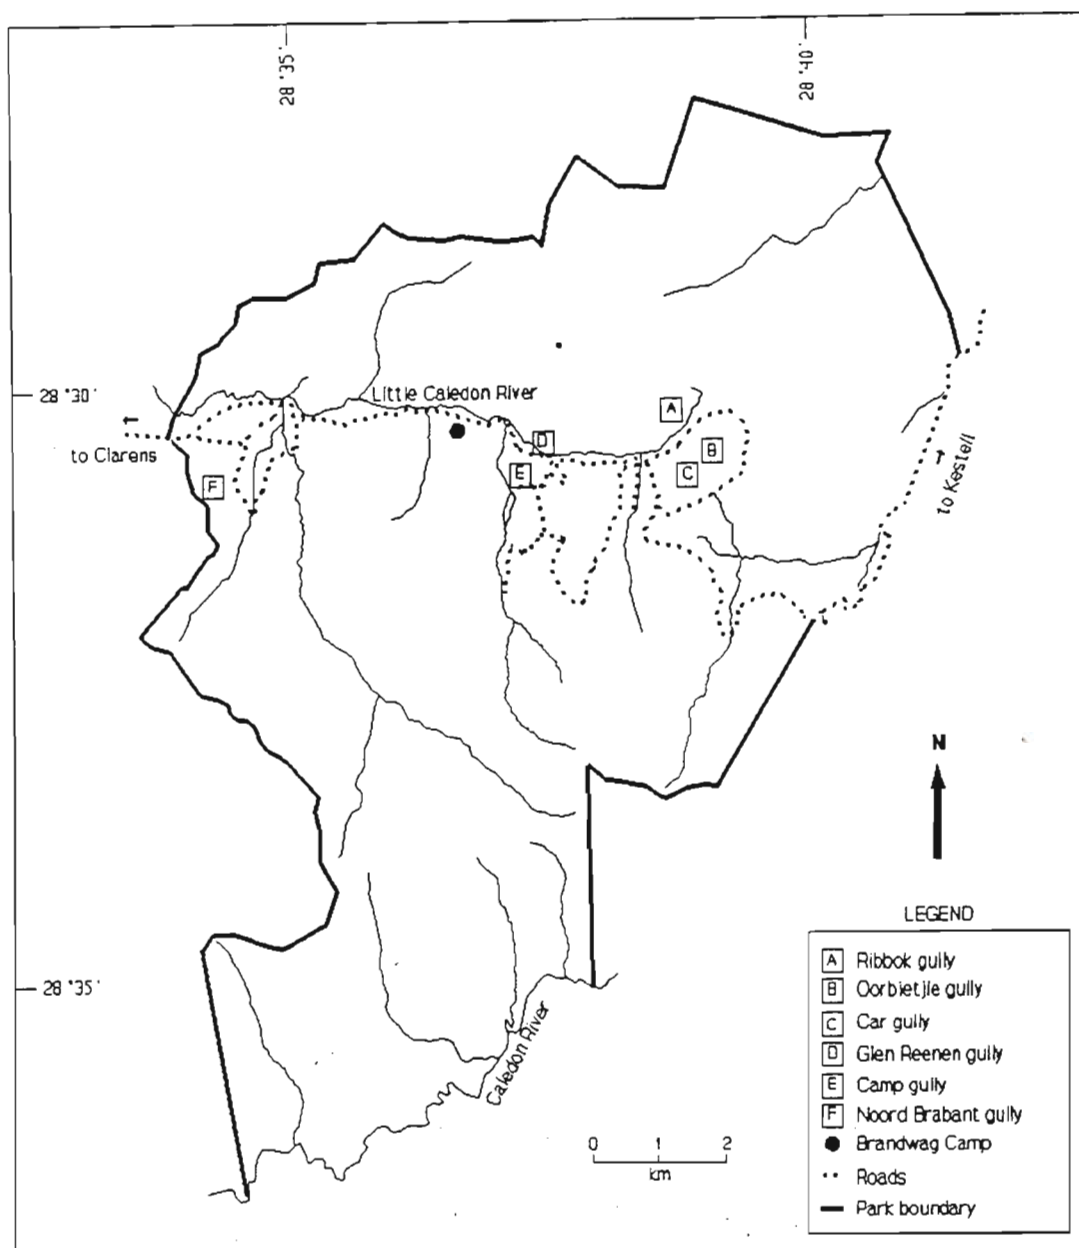 28°35'
28°40'
28°30'
Little Caledon River
to Clarens
A
B
C
D
E
F
to Kestell
N
28°35'
Caledon River
0 1 2
km
LEGEND
A Ribbok gully
B Oorbietjie gully
C Car gully
D Glen Reenen gully
E Camp gully
F Noord Brabant gully
Brandwag Camp
Roads
Park boundary